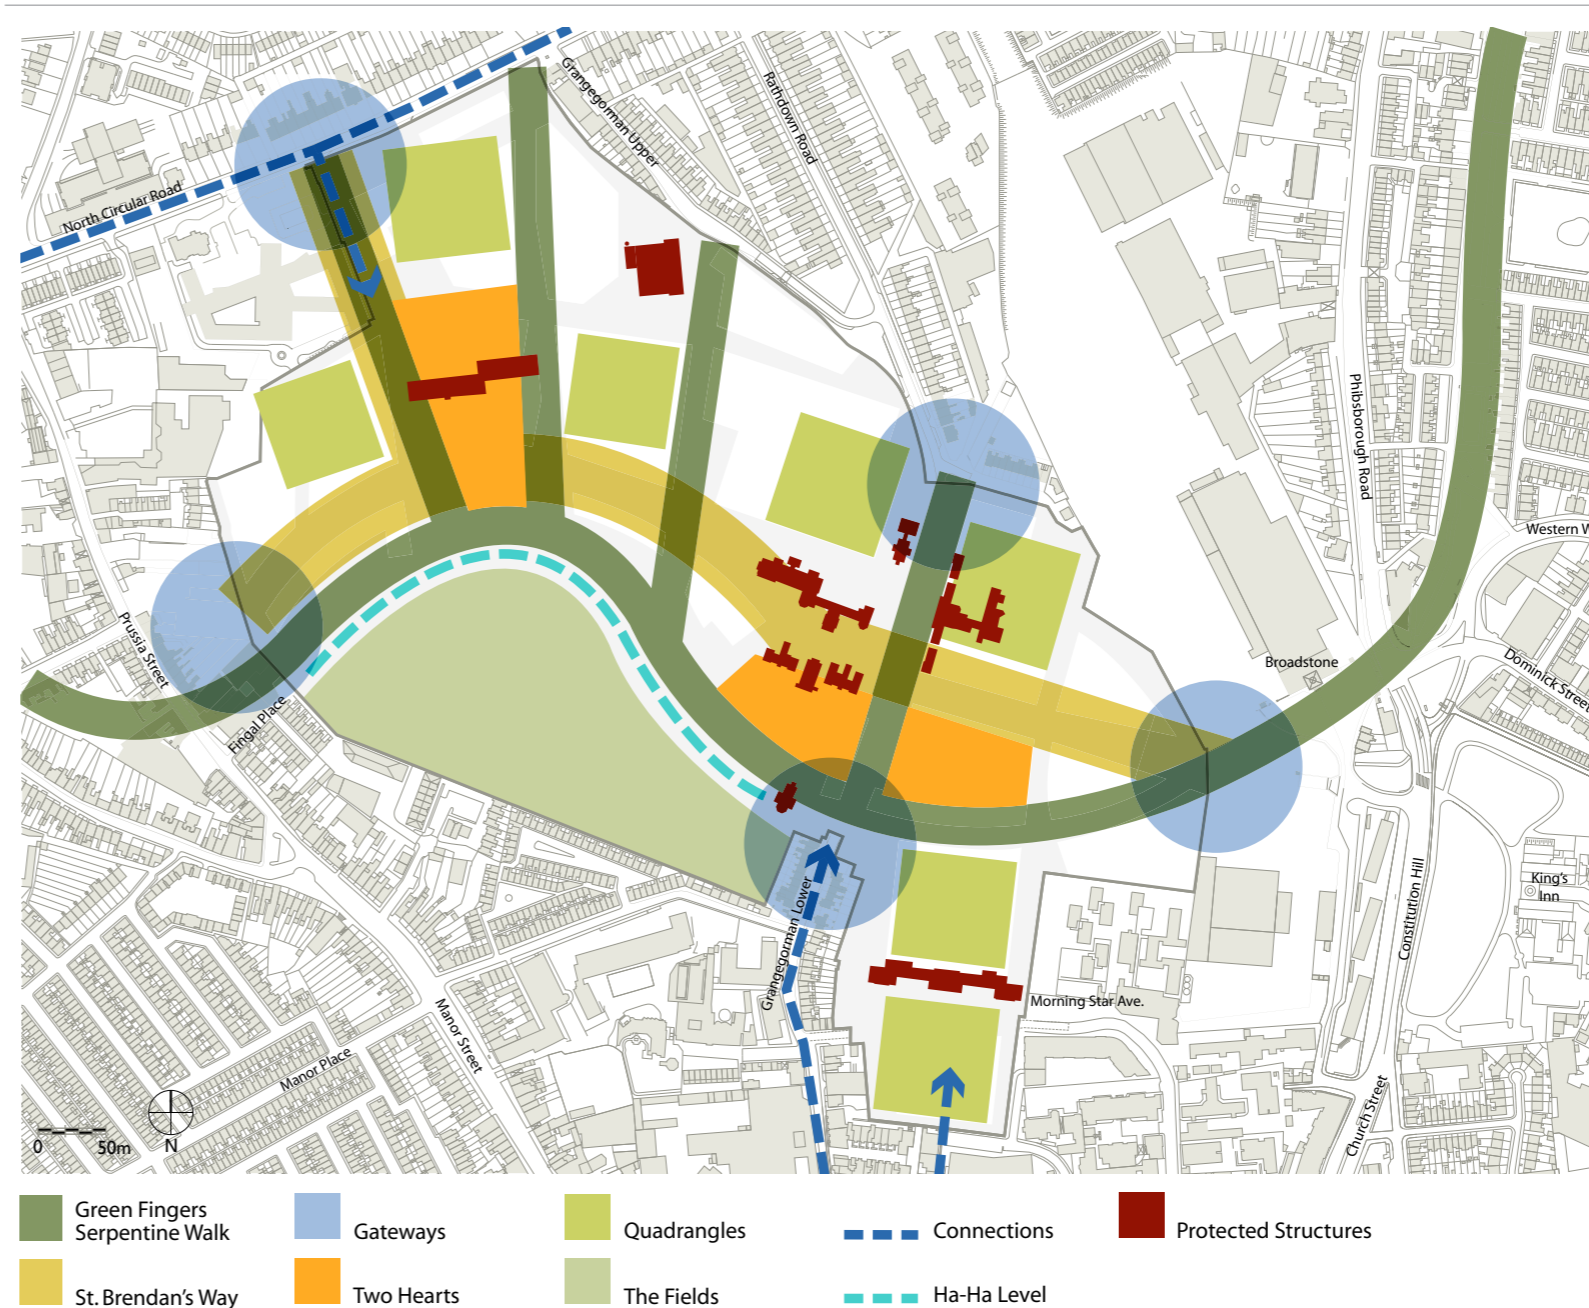 Grangegorman Upper
Rathdown Road
North Circular Road
Phibsborough Road
Western W
Prussia Street
Fingal Place
Broadstone
Dominick Street
Grangegorman Lower
Constitution Hill
King's
Inn
Morning Star Ave.
Manor Street
Manor Place
Church Street
0 50m
N
Green Fingers
Serpentine Walk
Gateways
Quadrangles
Connections
Protected Structures
St. Brendan's Way
Two Hearts
The Fields
Ha-Ha Level